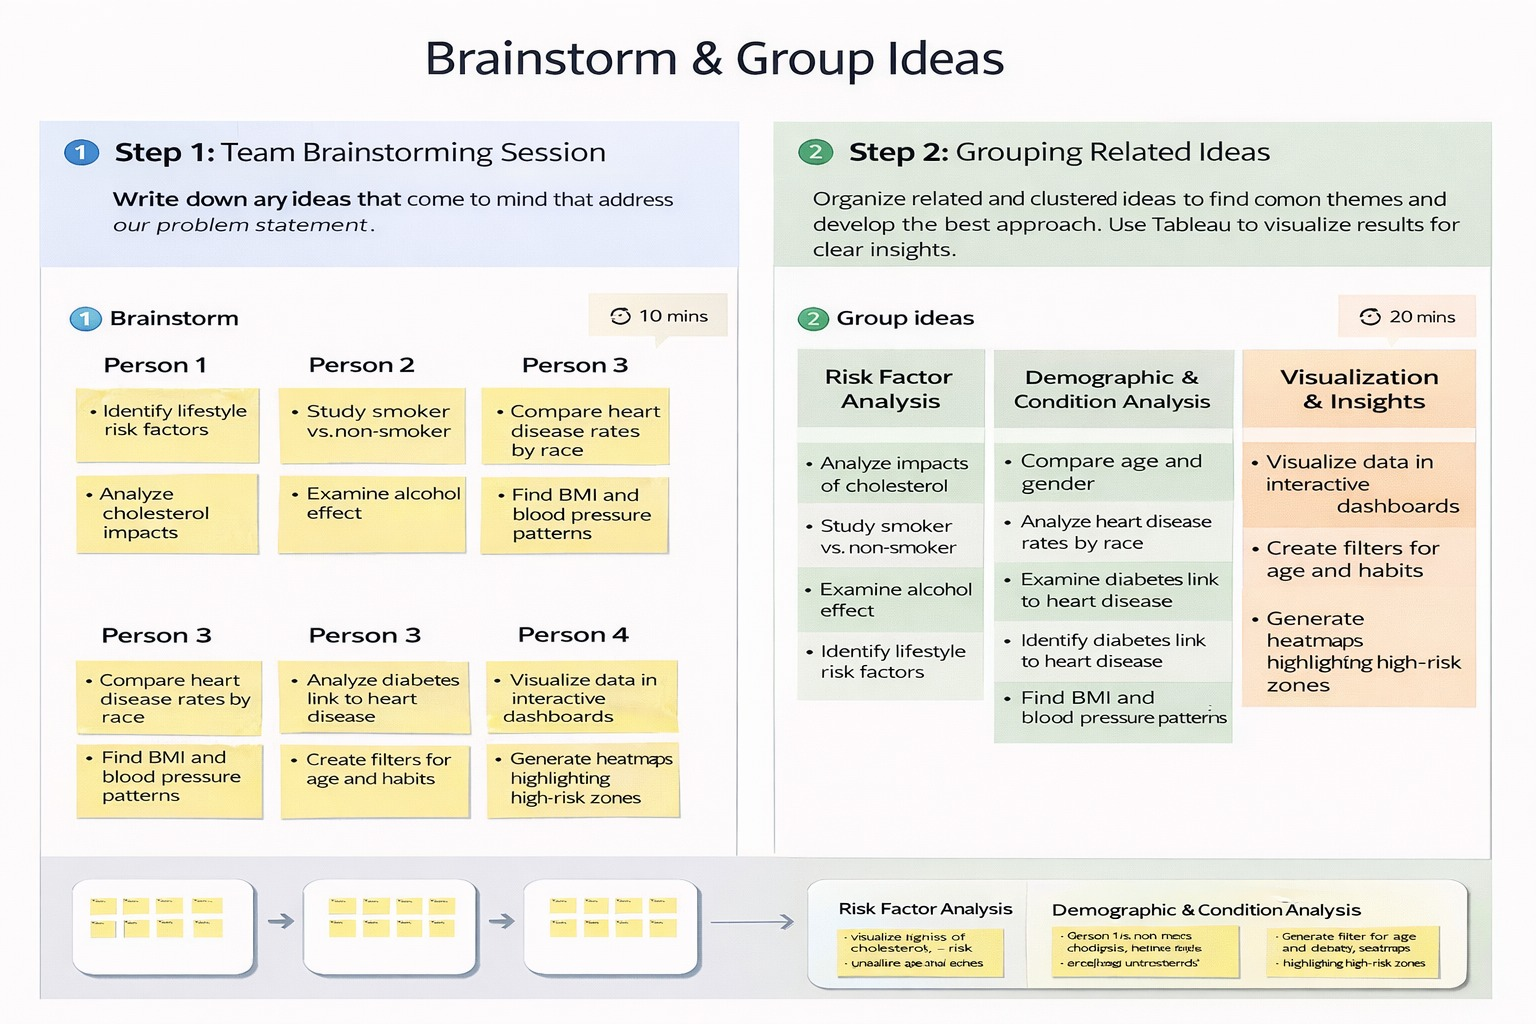 Brainstorm & Group Ideas
1 Step 1: Team Brainstorming Session
Write down ary ideas that come to mind that address
our problem statement.
1 Brainstorm
10 mins
Person 1
• Identify lifestyle
risk factors
• Analyze
cholesterol
impacts
Person 2
• Study smoker
vs.non-smoker
• Examine alcohol
effect
Person 3
• Compare heart
disease rates
by race
• Find BMI and
blood pressure
patterns
Person 3
• Compare heart
disease rates by
race
• Find BMI and
blood pressure
patterns
Person 3
• Analyze diabetes
link to heart
disease
• Create filters for
age and habits
Person 4
• Visualize data in
interactive
dashboards
• Generate heatmaps
highlighting
high-risk zones
2 Step 2: Grouping Related Ideas
Organize related and clustered ideas to find comon themes and
develop the best approach. Use Tableau to visualize results for
clear insights.
2 Group ideas
20 mins
Risk Factor
Analysis
• Analyze impacts
of cholesterol
• Study smoker
vs. non-smoker
• Examine alcohol
effect
• Identify lifestyle
risk factors
Demographic &
Condition Analysis
• Compare age and
gender
• Analyze heart disease
rates by race
• Examine diabetes link
to heart disease
• Identify diabetes link
to heart disease
• Find BMI and
blood pressure patterns
Visualization
& Insights
• Visualize data in
interactive
dashboards
• Create filters for
age and habits
• Generate
heatmaps
highlighting high-risk
zones
Risk Factor Analysis
· visualize of
– risk
Demographic & Condition Analysis
· Generate filter for age
and
· highlighting high-risk zones